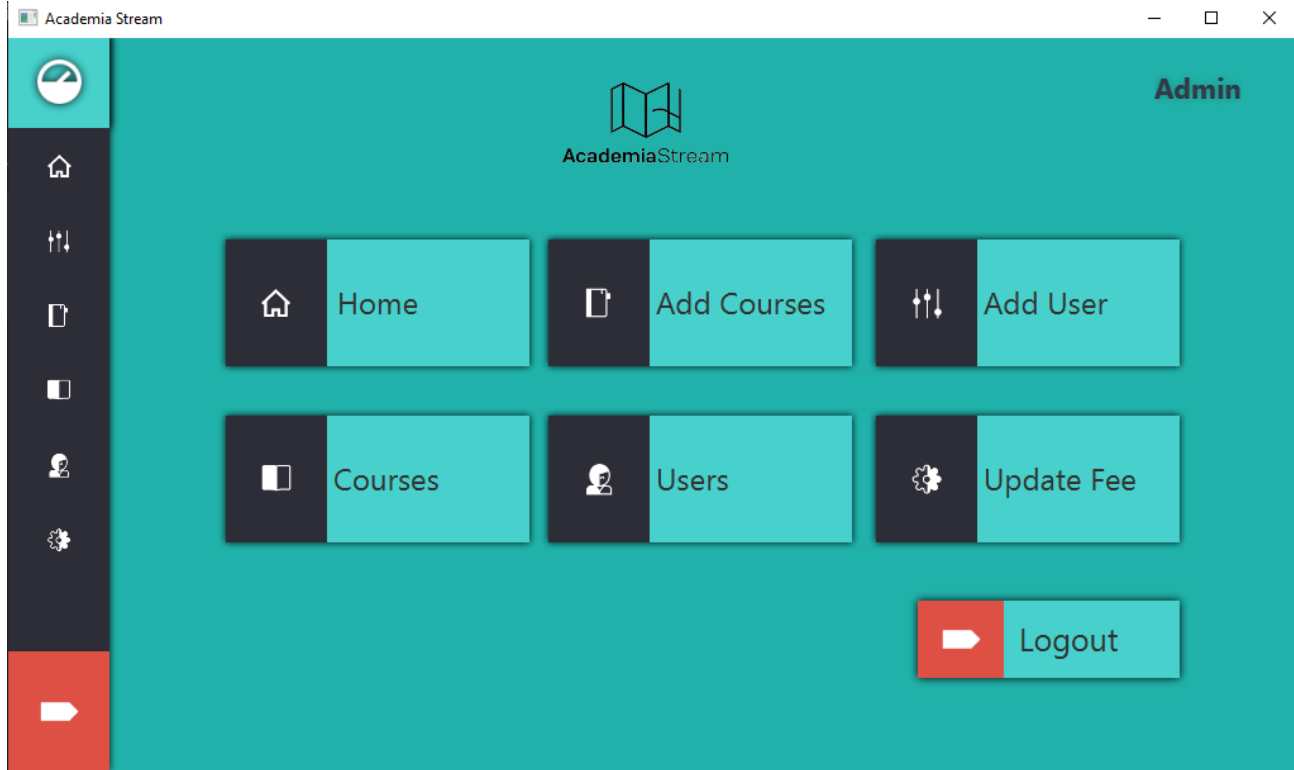 Academia Stream
Admin
AcademiaStream
Home
Add Courses
Add User
Courses
Users
Update Fee
Logout